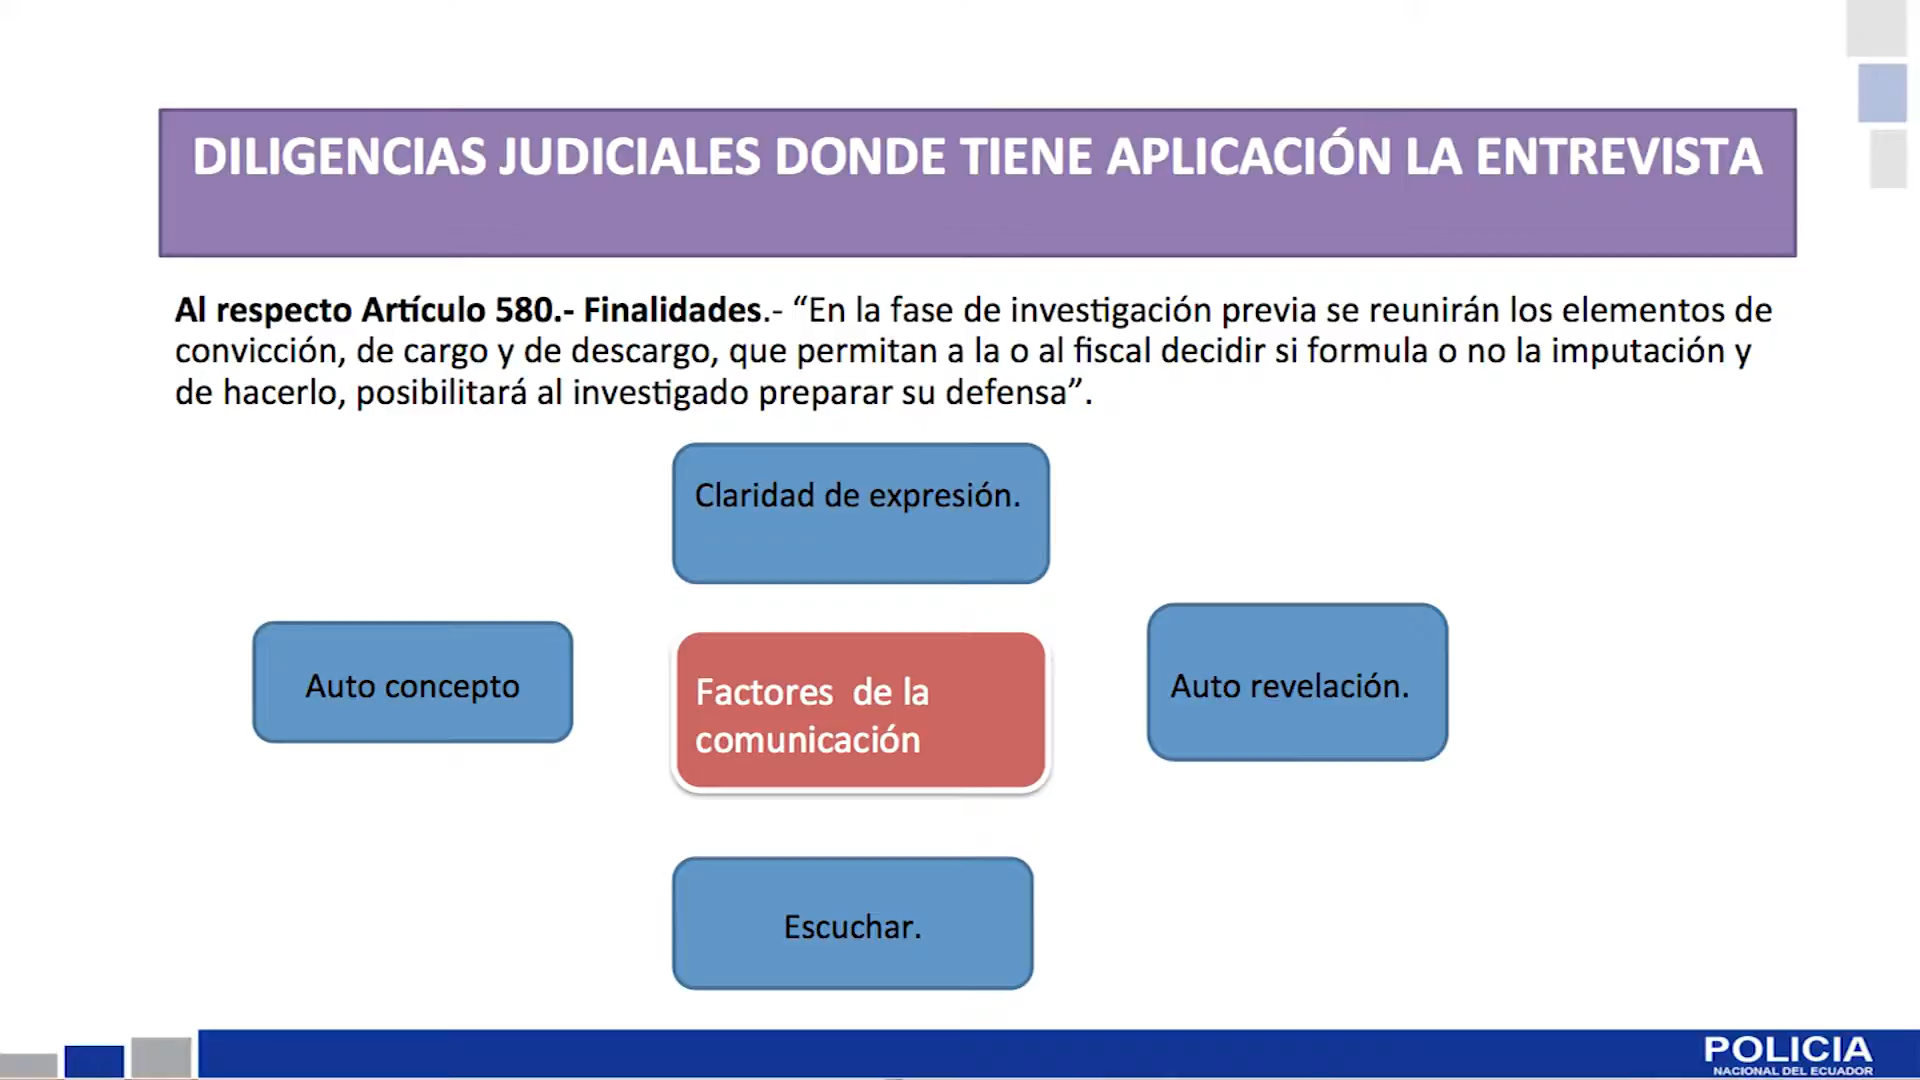 DILIGENCIAS JUDICIALES DONDE TIENE APLICACIÓN LA ENTREVISTA
Al respecto Artículo 580.- Finalidades.- “En la fase de investigación previa se reunirán los elementos de
convicción, de cargo y de descargo, que permitan a la o al fiscal decidir si formula o no la imputación y
de hacerlo, posibilitará al investigado preparar su defensa”.
Claridad de expresión.
Auto concepto
Factores  de la
comunicación
Auto revelación.
Escuchar.
POLICIA
NACIONAL DEL ECUADOR